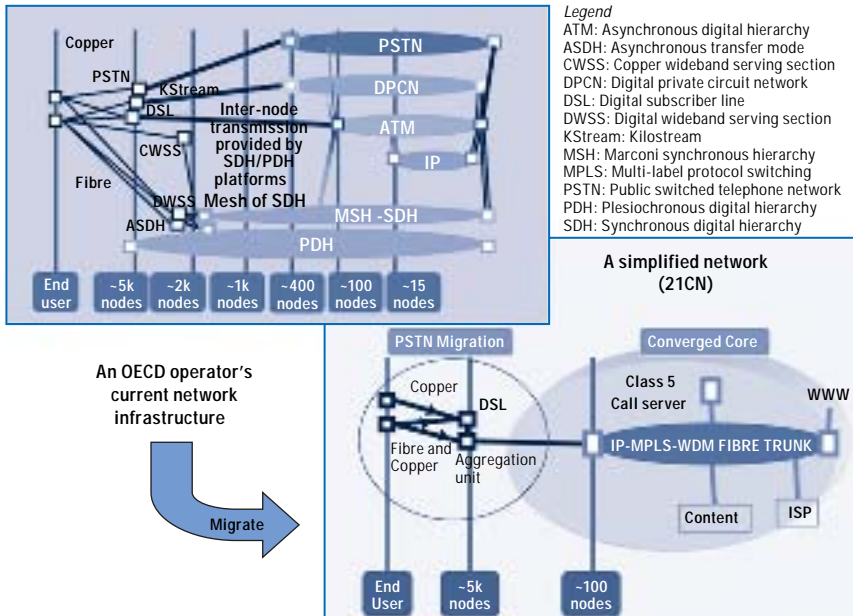 Copper
PSTN
KStream
DSL
CWSS
Fibre
DWSS
ASDH
Inter-node
transmission
provided by
SDH/PDH
platforms
Mesh of SDH
PSTN
DPCN
ATM
IP
MSH -SDH
PDH
End
user
~5k
nodes
~2k
nodes
~1k
nodes
~400
nodes
~100
nodes
~15
nodes
Legend
ATM: Asynchronous digital hierarchy
ASDH: Asynchronous transfer mode
CWSS: Copper wideband serving section
DPCN: Digital private circuit network
DSL: Digital subscriber line
DWSS: Digital wideband serving section
KStream: Kilostream
MSH: Marconi synchronous hierarchy
MPLS: Multi-label protocol switching
PSTN: Public switched telephone network
PDH: Plesiochronous digital hierarchy
SDH: Synchronous digital hierarchy
An OECD operator's
current network
infrastructure
Migrate
A simplified network
(21CN)
PSTN Migration
Converged Core
Copper
DSL
Fibre and
Copper
Aggregation
unit
Class 5
Call server
WWW
IP-MPLS-WDM FIBRE TRUNK
Content
ISP
End
User
~5k
nodes
~100
nodes